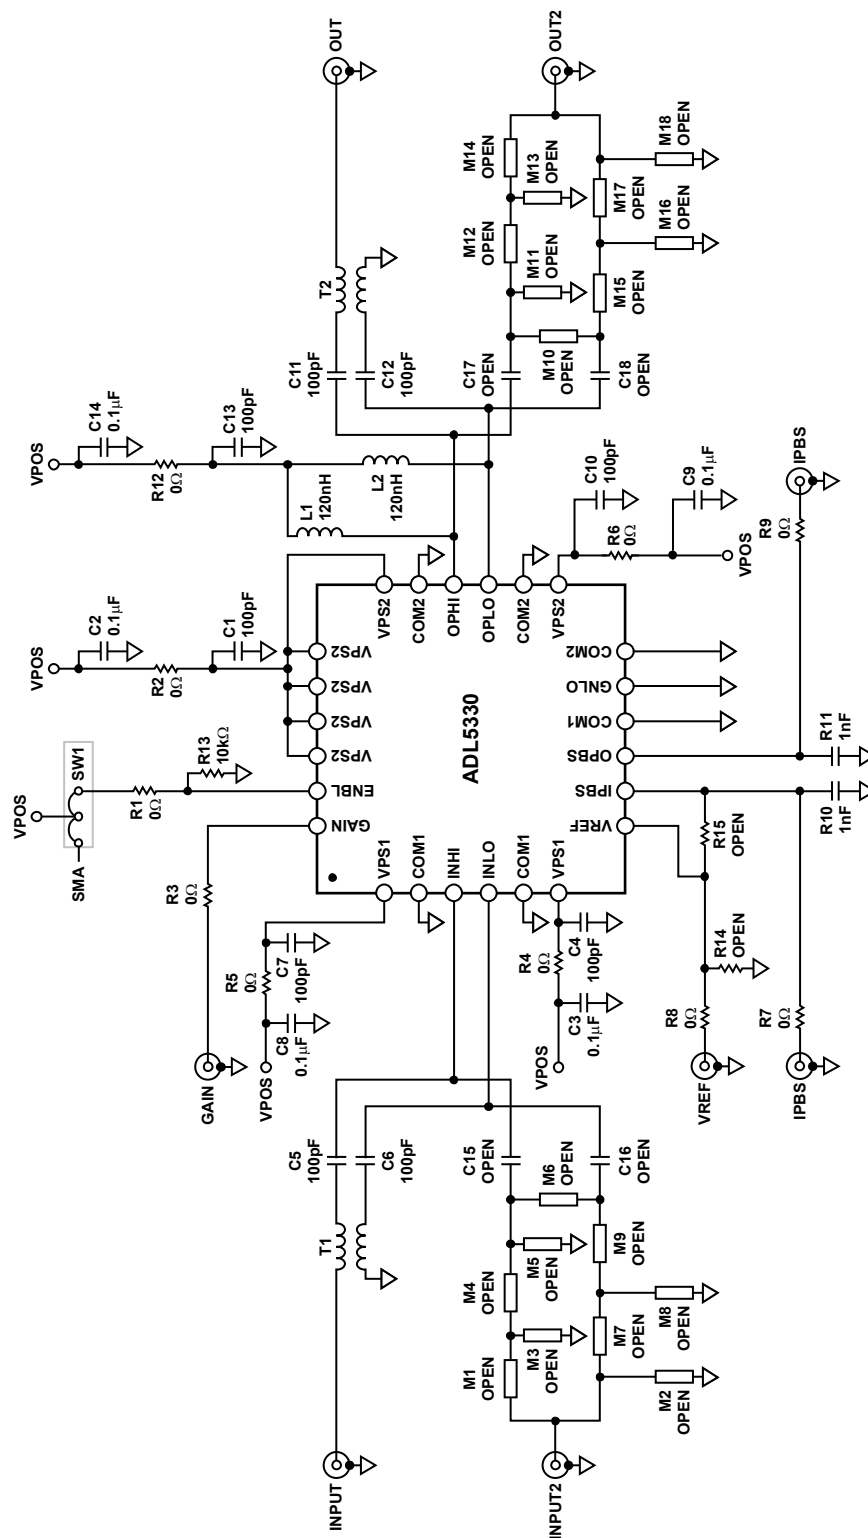 INPUT
T1
C5
100pF
C6
100pF
INPUT2
M1
OPEN
M2
OPEN
M3
OPEN
M4
OPEN
M5
OPEN
M6
OPEN
M7
OPEN
M8
OPEN
M9
OPEN
C15
OPEN
C16
OPEN
GAIN
R3
0Ω
VPOS
C8
0.1µF
R5
0Ω
C7
100pF
VPOS
C3
0.1µF
R4
0Ω
C4
100pF
VREF
R8
0Ω
R14
OPEN
R15
OPEN
IPBS
R7
0Ω
R10
1nF
R11
1nF
SMA
VPOS
SW1
R1
0Ω
R13
10kΩ
VPOS
C2
0.1µF
R2
0Ω
C1
100pF
ADL5330
GAIN
ENBL
VPS2
VPS2
VPS2
VPS2
VPS1
COM1
INHI
INLO
COM1
VPS1
VREF
IPBS
OPBS
COM1
GNLO
COM2
VPS2
COM2
OPHI
OPLO
COM2
VPS2
VPOS
C14
0.1µF
R12
0Ω
C13
100pF
L1
120nH
L2
120nH
C10
100pF
R6
0Ω
C9
0.1µF
VPOS
R9
0Ω
IPBS
C11
100pF
C12
100pF
T2
OUT
C17
OPEN
C18
OPEN
M10
OPEN
M11
OPEN
M12
OPEN
M13
OPEN
M14
OPEN
M15
OPEN
M16
OPEN
M17
OPEN
M18
OPEN
OUT2